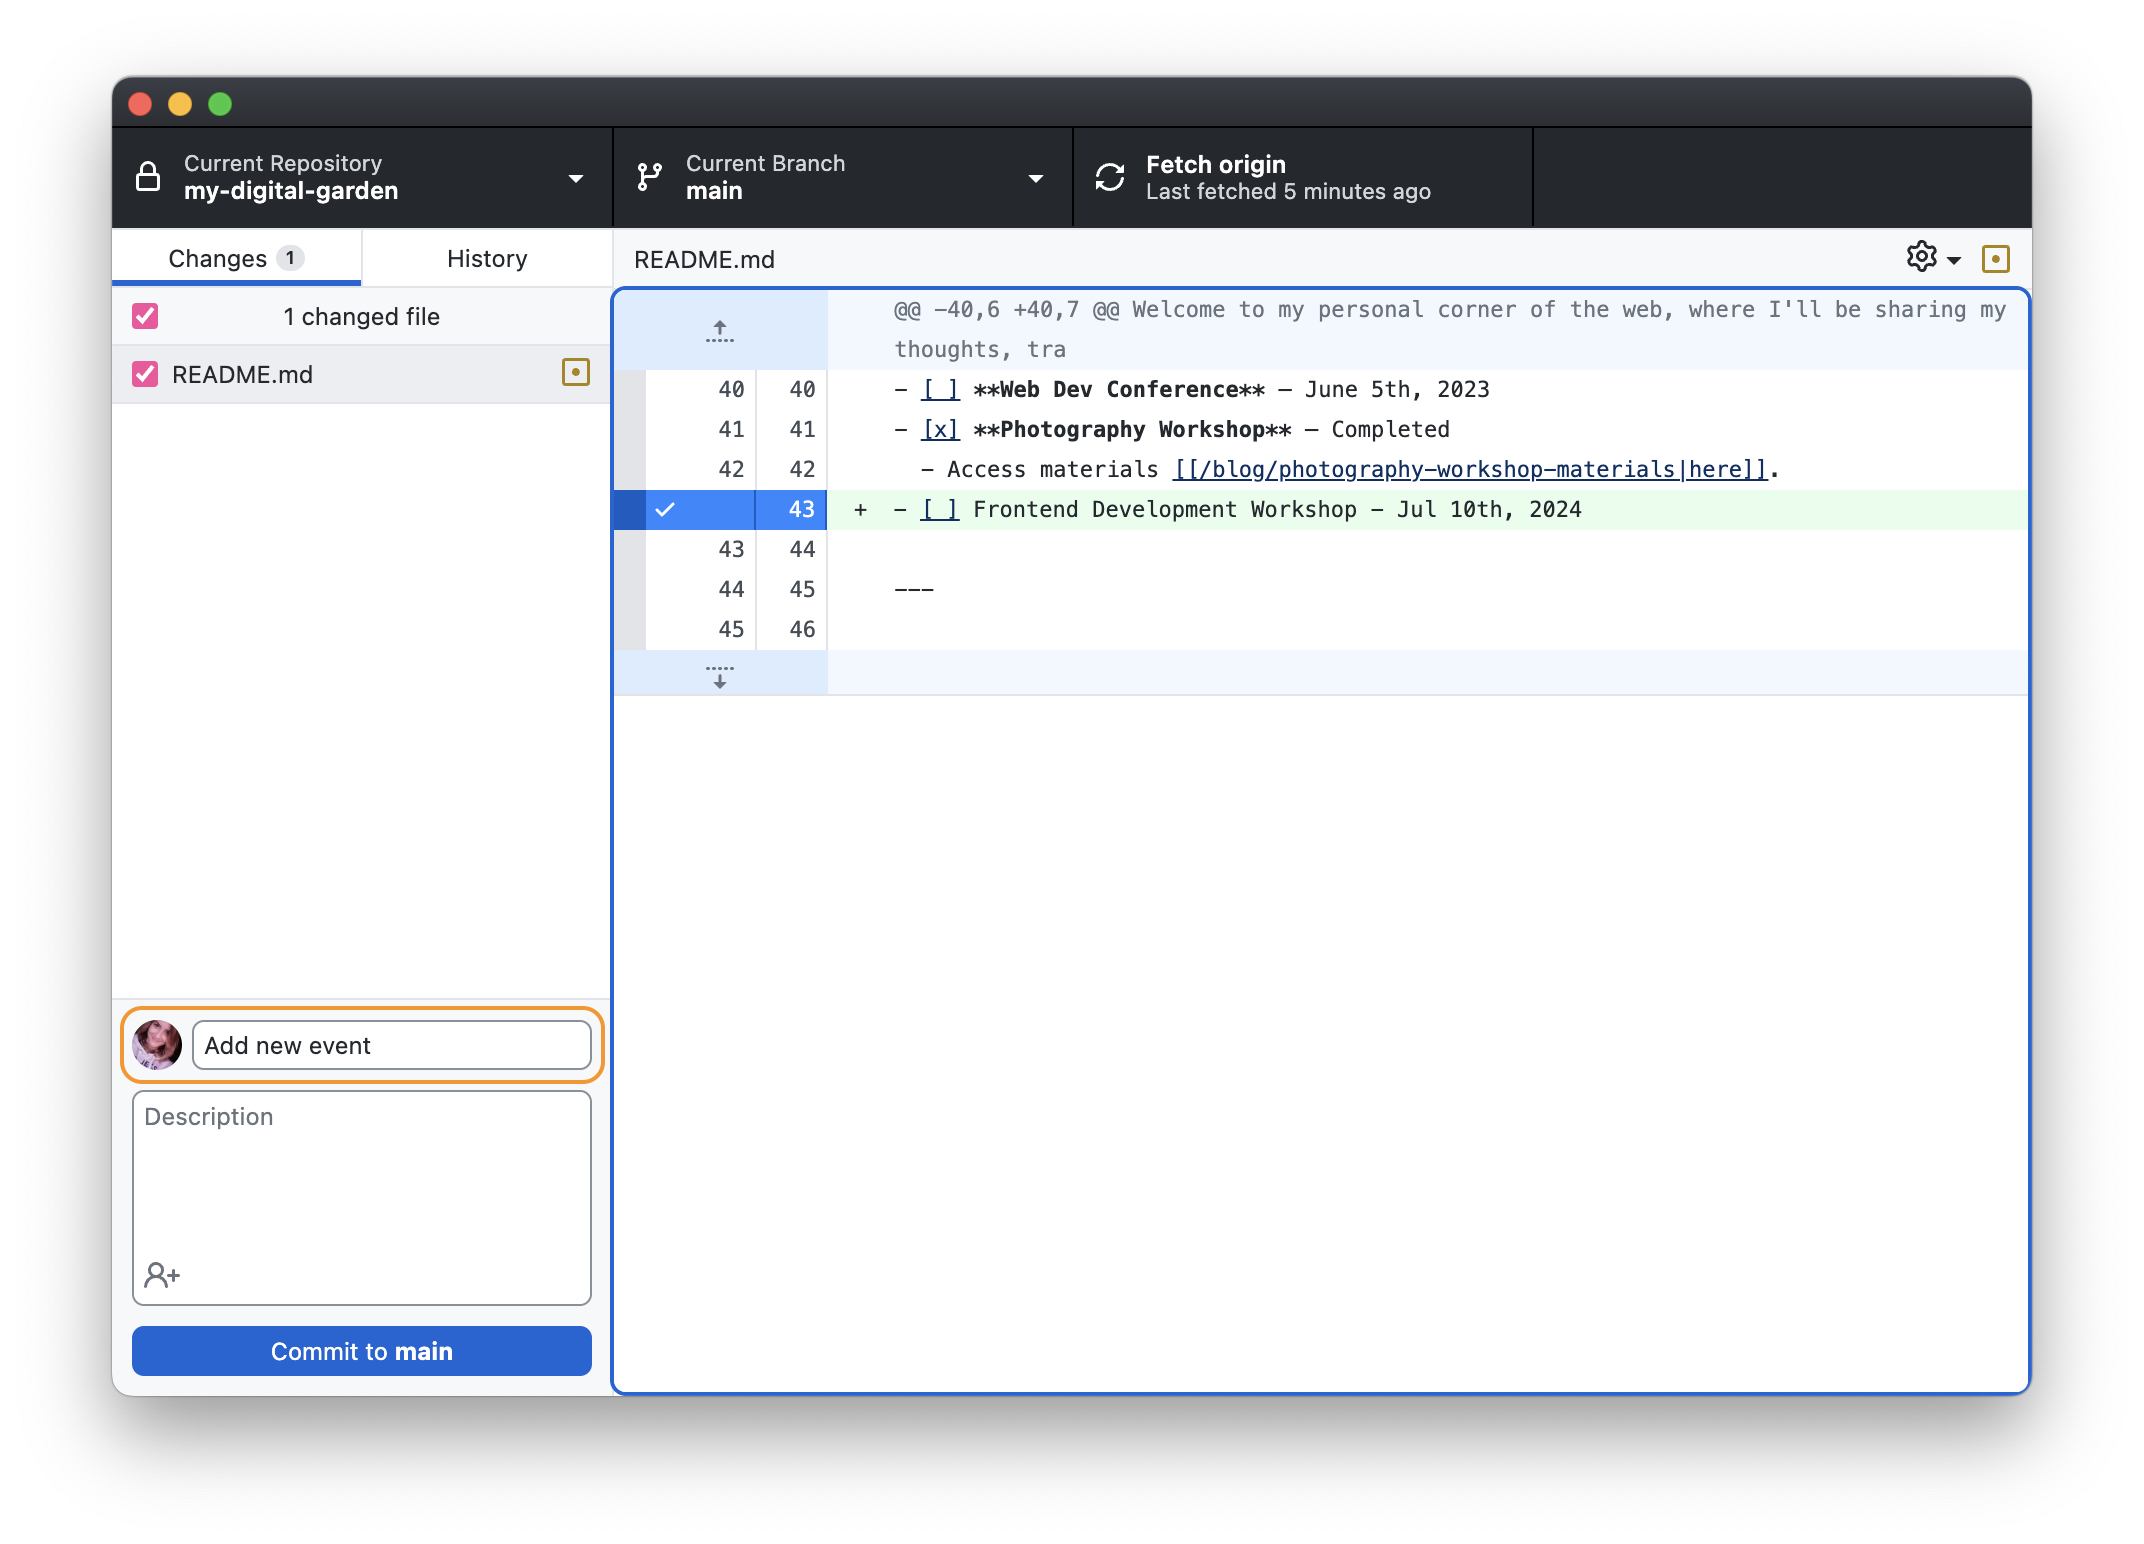 Current Repository
my-digital-garden
Current Branch
main
Fetch origin
Last fetched 5 minutes ago
Changes 1
History
README.md
1 changed file
README.md
@@ -40,6 +40,7 @@ Welcome to my personal corner of the web, where I'll be sharing my
thoughts, tra
40 40 - [ ] **Web Dev Conference** – June 5th, 2023
41 41 - [x] **Photography Workshop** – Completed
42 42 - Access materials [[/blog/photography-workshop-materials|here]].
43 + - [ ] Frontend Development Workshop - Jul 10th, 2024
43 44
44 45 ---
45 46
Add new event
Description
Commit to main